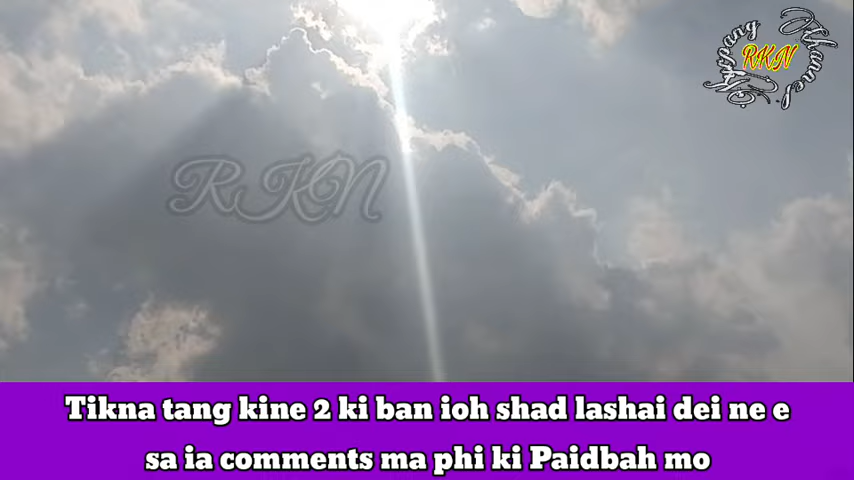 RKN
RKN
Tikna tang kine 2 ki ban ioh shad lashai dei ne e
sa ia comments ma phi ki Paidbah mo